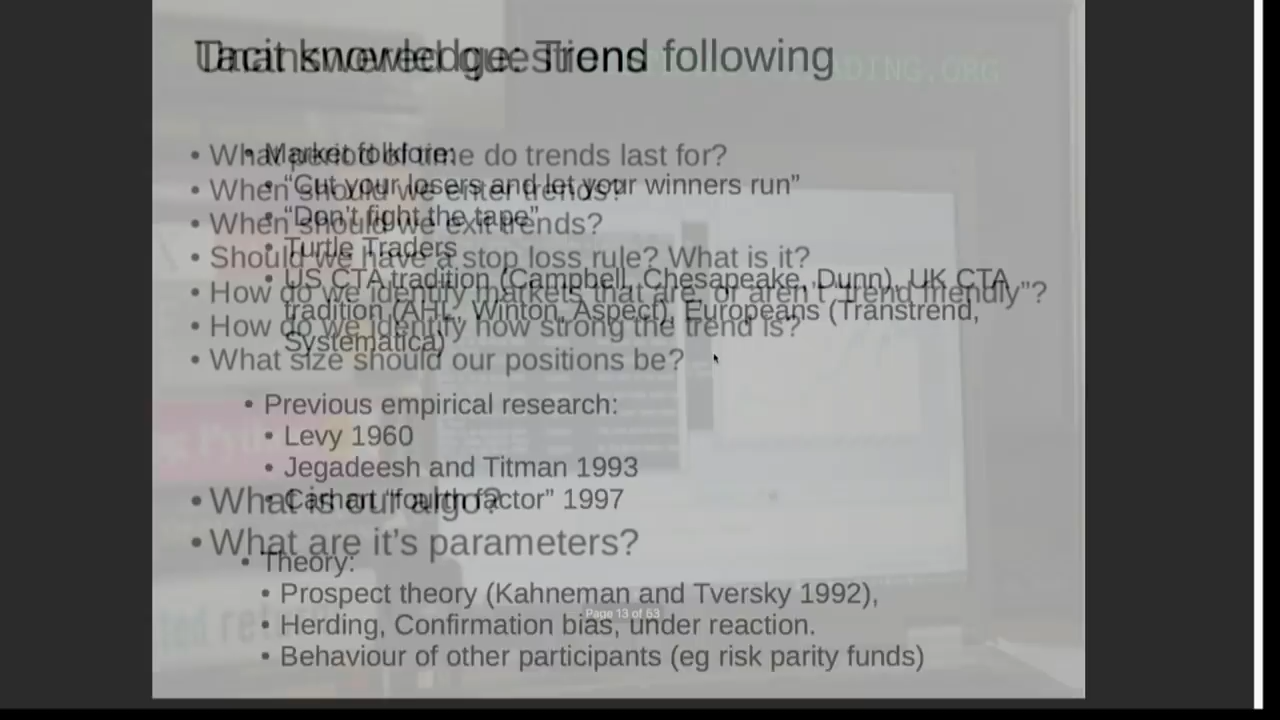 Tacit knowledge: Trend following
Unanswered questions
• Market folklore:
• “Cut your losers and let your winners run”
• “Don’t fight the tape”
• Turtle Traders
• US CTA tradition (Campbell, Chesapeake, Dunn), UK CTA
tradition (AHL, Winton, Aspect), Europeans (Transtrend,
Systematica)
• Previous empirical research:
• Levy 1960
• Jegadeesh and Titman 1993
• Carhart “fourth factor” 1997
• Theory:
• Prospect theory (Kahneman and Tversky 1992),
• Herding, Confirmation bias, under reaction.
• Behaviour of other participants (eg risk parity funds)
• What period of time do trends last for?
• When should we enter trends?
• When should we exit trends?
• Should we have a stop loss rule? What is it?
• How do we identify markets that are, or aren’t “trend friendly”?
• How do we identify how strong the trend is?
• What size should our positions be?
• What is our algo?
• What are it’s parameters?
Page 13 of 63